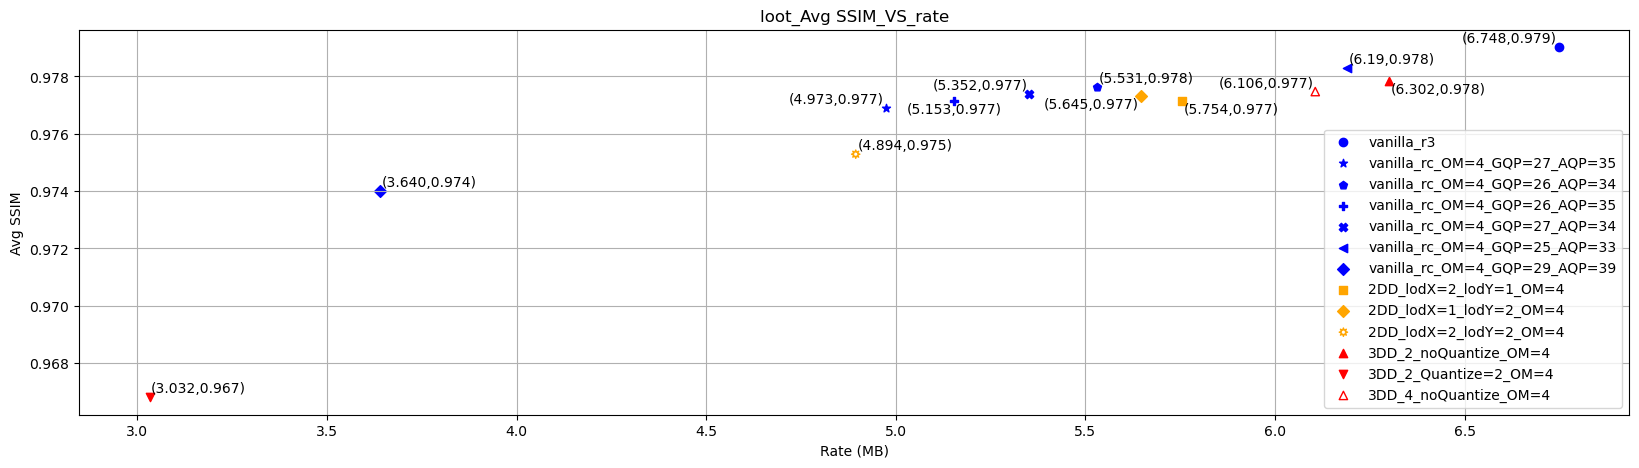 loot_Avg SSIM_VS_rate
(6.748,0.979)
(6.19,0.978)
(5.531,0.978)
(5.352,0.977)
(6.106,0.977)
(6.302,0.978)
(4.973,0.977)
(5.153,0.977)
(5.645,0.977)
(5.754,0.977)
(4.894,0.975)
(3.640,0.974)
(3.032,0.967)
0.978
0.976
0.974
0.972
0.970
0.968
Avg SSIM
vanilla_r3
vanilla_rc_OM=4_GQP=27_AQP=35
vanilla_rc_OM=4_GQP=26_AQP=34
vanilla_rc_OM=4_GQP=26_AQP=35
vanilla_rc_OM=4_GQP=27_AQP=34
vanilla_rc_OM=4_GQP=25_AQP=33
vanilla_rc_OM=4_GQP=29_AQP=39
2DD_lodX=2_lodY=1_OM=4
2DD_lodX=1_lodY=2_OM=4
2DD_lodX=2_lodY=2_OM=4
3DD_2_noQuantize_OM=4
3DD_2_Quantize=2_OM=4
3DD_4_noQuantize_OM=4
3.0 3.5 4.0 4.5 5.0 5.5 6.0 6.5
Rate (MB)